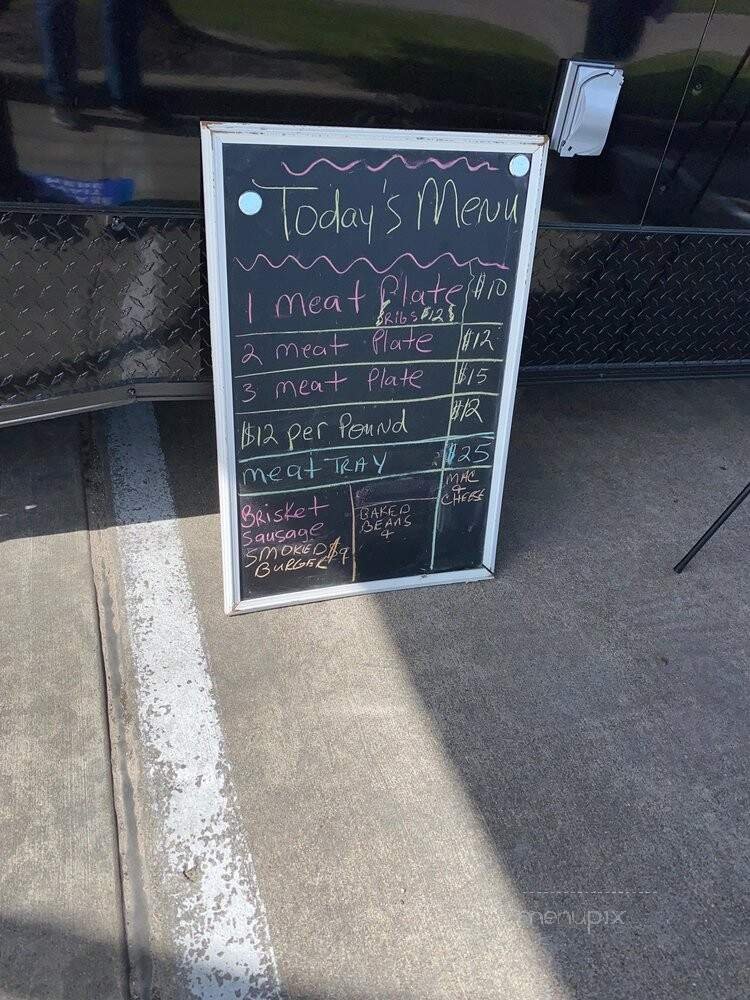 Today's Menu
1 meat Plate $10
RIBS $12
2 meat Plate $12
3 meat Plate $15
$12 per Pound $12
meat TRAY $25
Brisket
Sausage
SMOKED $9
BURGER
BAKED
BEANS
&
MAC
&
CHEESE
menupix